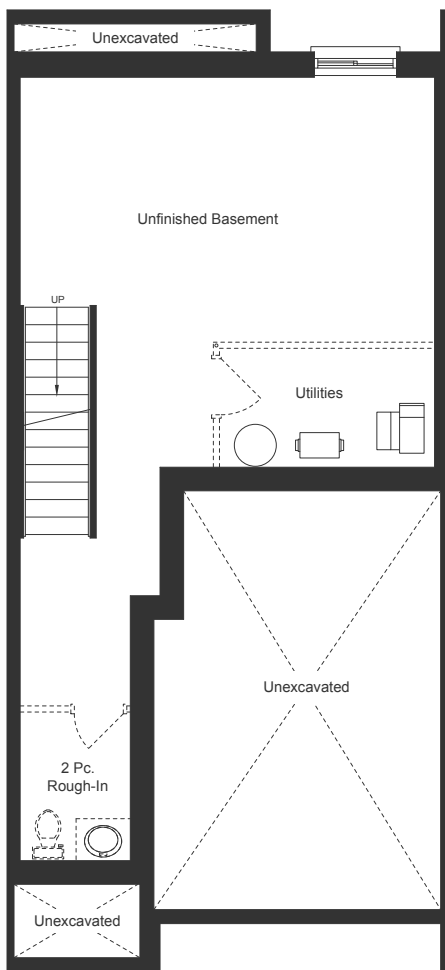 Unexcavated
Unfinished Basement
UP
Utilities
Unexcavated
2 Pc.
Rough-In
Unexcavated